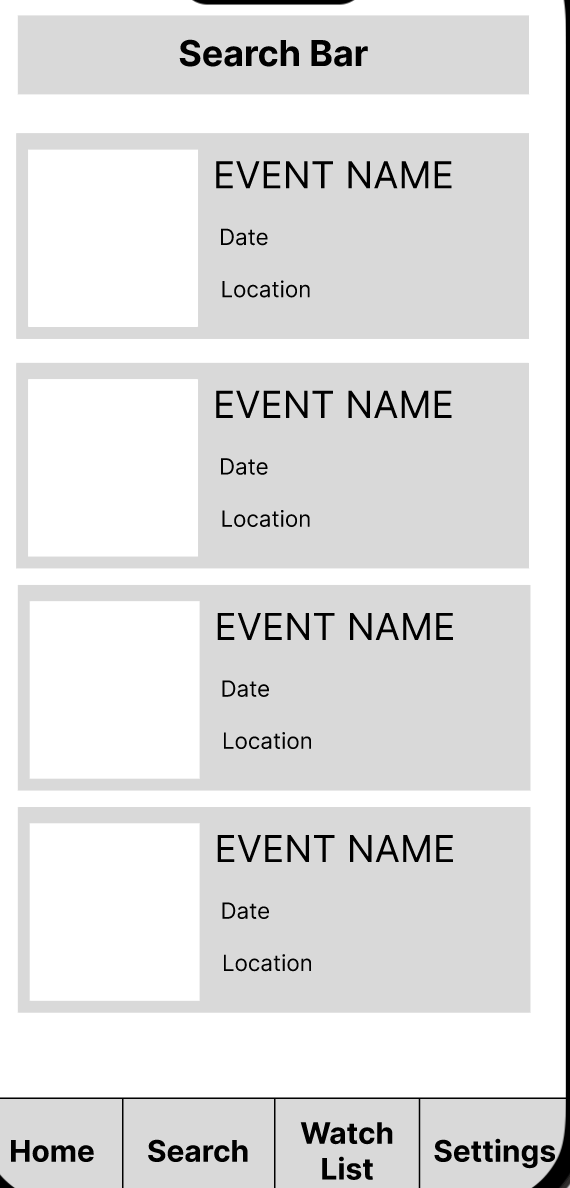 Search Bar
EVENT NAME
Date
Location
EVENT NAME
Date
Location
EVENT NAME
Date
Location
EVENT NAME
Date
Location
Home
Search
Watch
List
Settings